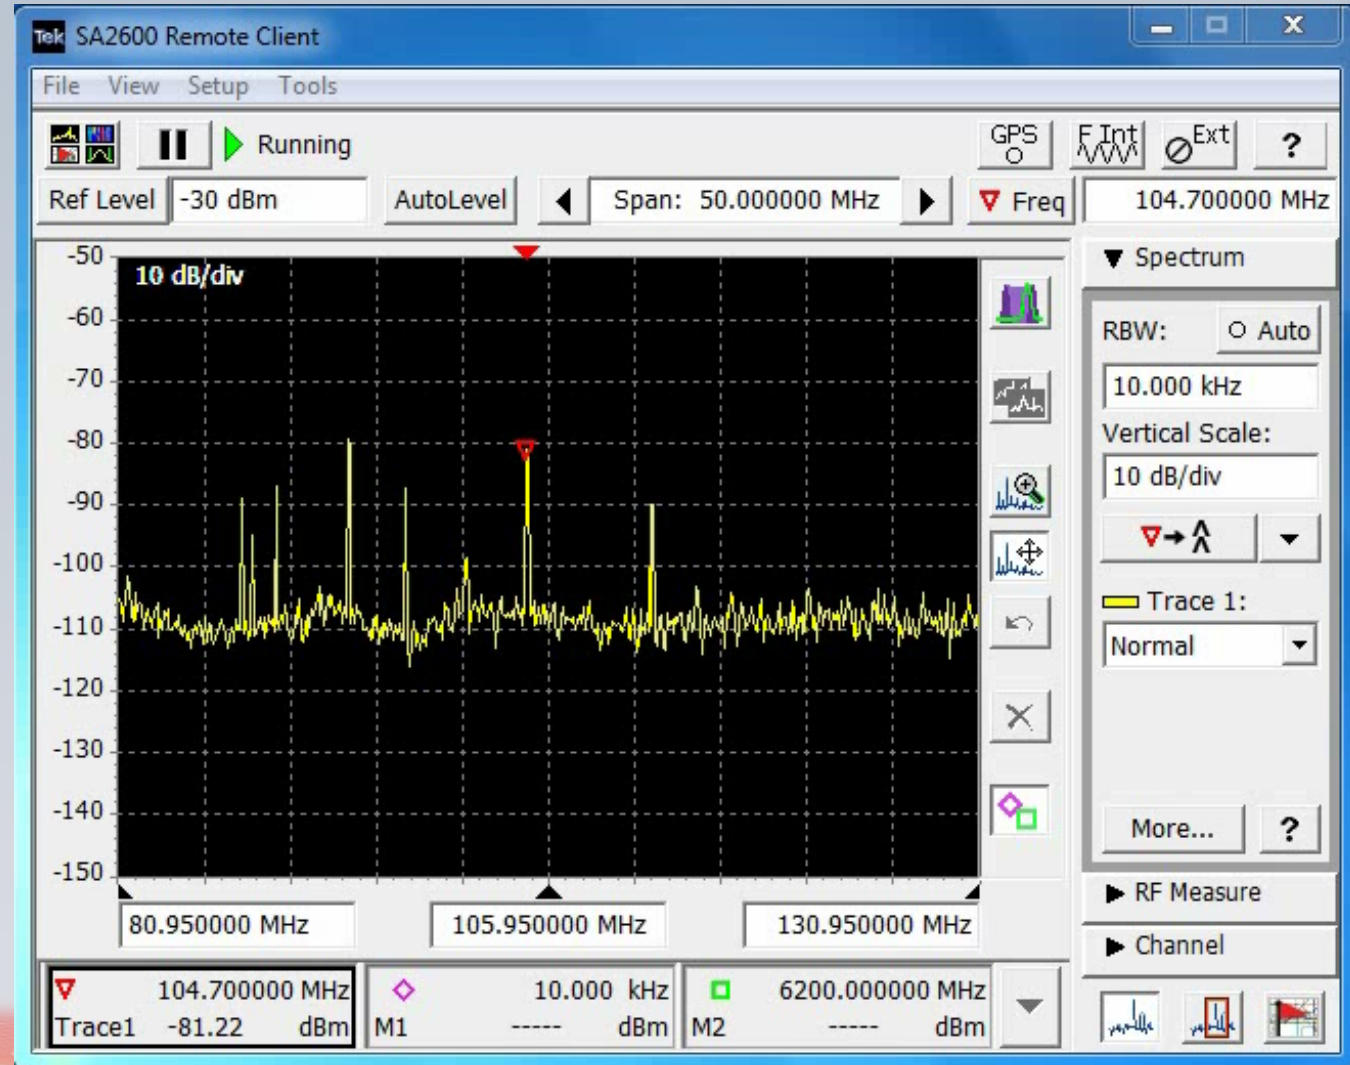 Tek SA2600 Remote Client
File View Setup Tools
Running
GPS
F Int
Ext
?
Ref Level -30 dBm AutoLevel Span: 50.000000 MHz Freq 104.700000 MHz
10 dB/div
-50
-60
-70
-80
-90
-100
-110
-120
-130
-140
-150
80.950000 MHz 105.950000 MHz 130.950000 MHz
Spectrum
RBW: Auto
10.000 kHz
Vertical Scale:
10 dB/div
Trace 1:
Normal
More... ?
RF Measure
Channel
104.700000 MHz 10.000 kHz 6200.000000 MHz
Trace1 -81.22 dBm M1 ----- dBm M2 ----- dBm